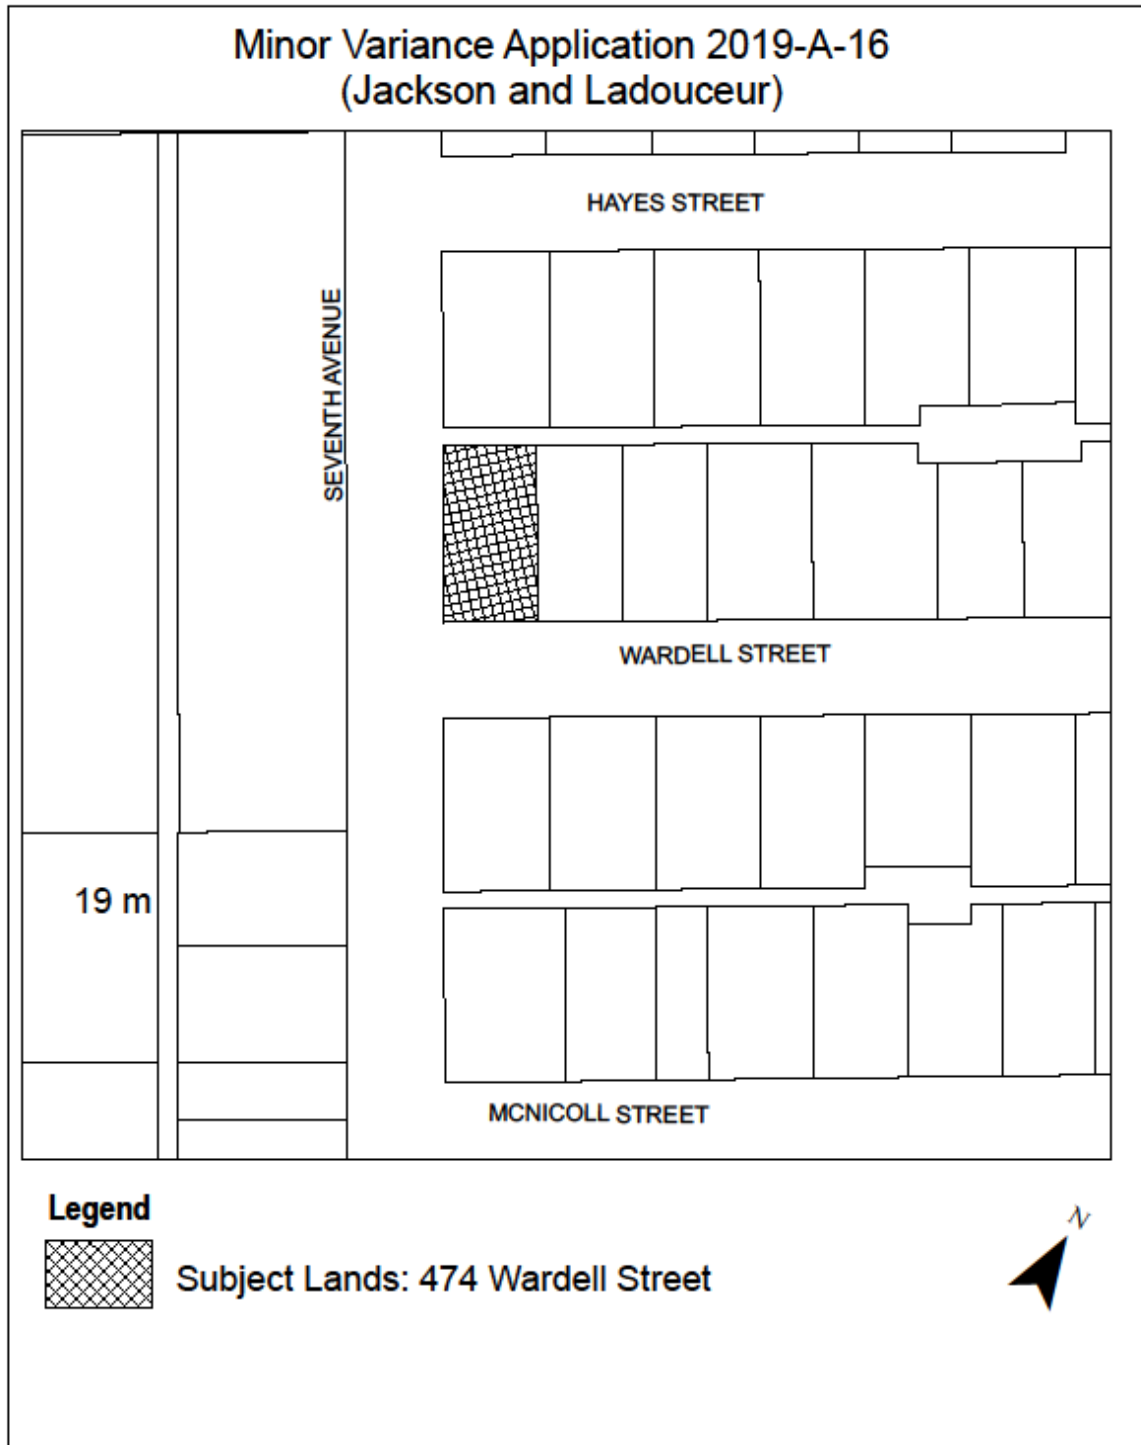 Minor Variance Application 2019-A-16
(Jackson and Ladouceur)
HAYES STREET
SEVENTH AVENUE
WARDELL STREET
19 m
MCNICOLL STREET
Legend
N
Subject Lands: 474 Wardell Street